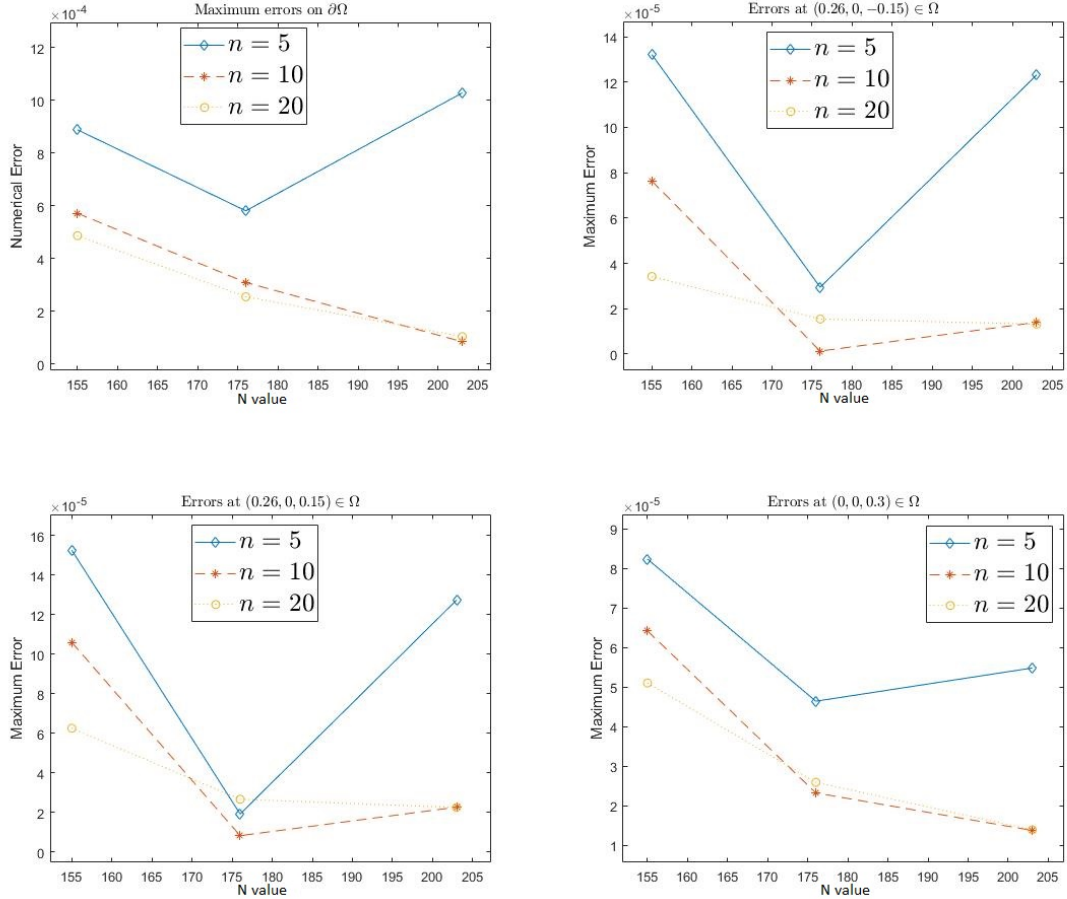 Maximum errors on ∂Ω
×10⁻⁴
n = 5
n = 10
n = 20
12
10
8
6
4
2
0
Numerical Error
155 160 165 170 175 180 185 190 195 200 205
N value
Errors at (0.26, 0, −0.15) ∈ Ω
×10⁻⁵
n = 5
n = 10
n = 20
14
12
10
8
6
4
2
0
Maximum Error
155 160 165 170 175 180 185 190 195 200 205
N value
Errors at (0.26, 0, 0.15) ∈ Ω
×10⁻⁵
n = 5
n = 10
n = 20
16
14
12
10
8
6
4
2
0
Maximum Error
155 160 165 170 175 180 185 190 195 200 205
N value
Errors at (0, 0, 0.3) ∈ Ω
×10⁻⁵
n = 5
n = 10
n = 20
9
8
7
6
5
4
3
2
1
Maximum Error
155 160 165 170 175 180 185 190 195 200 205
N value